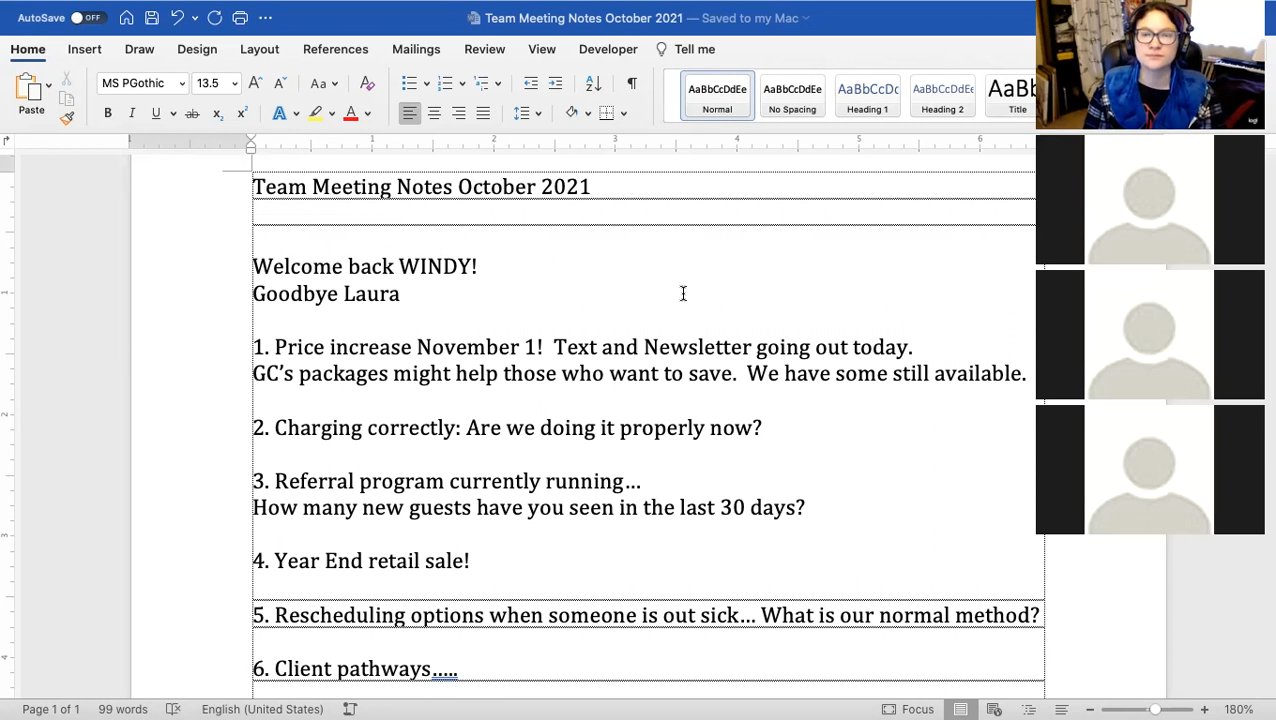 AutoSave OFF
Team Meeting Notes October 2021 — Saved to my Mac
Home Insert Draw Design Layout References Mailings Review View Developer Tell me
Paste
MS PGothic 13.5
AaBbCcDdEe AaBbCcDdEe AaBbCcDc AaBbCcDdEe AaBb
Normal No Spacing Heading 1 Heading 2 Title
1 1 2 3 4 5 6
Team Meeting Notes October 2021
Welcome back WINDY!
Goodbye Laura
1. Price increase November 1!  Text and Newsletter going out today.
GC’s packages might help those who want to save.  We have some still available.
2. Charging correctly: Are we doing it properly now?
3. Referral program currently running…
How many new guests have you seen in the last 30 days?
4. Year End retail sale!
5. Rescheduling options when someone is out sick… What is our normal method?
6. Client pathways…..
Page 1 of 1 99 words English (United States) Focus 180%